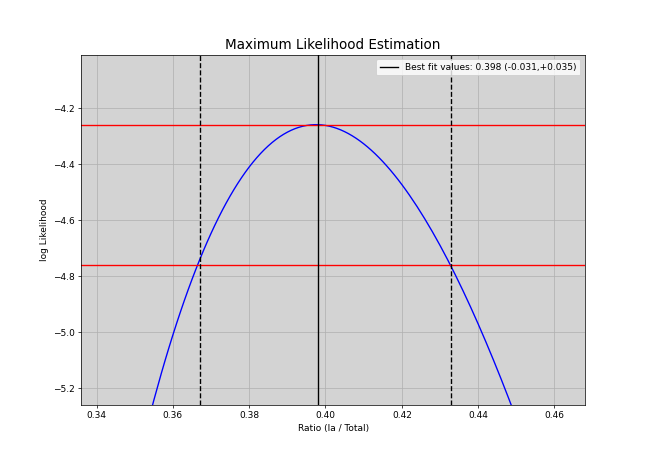 Maximum Likelihood Estimation
Best fit values: 0.398 (-0.031,+0.035)
−4.2
−4.4
−4.6
−4.8
−5.0
−5.2
log Likelihood
0.34 0.36 0.38 0.40 0.42 0.44 0.46
Ratio (Ia / Total)